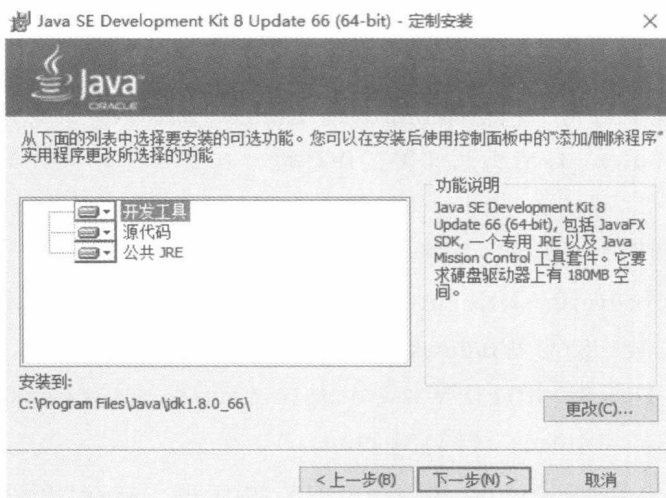 Java SE Development Kit 8 Update 66 (64-bit) - 定制安装
Java
ORACLE
从下面的列表中选择要安装的可选功能。您可以在安装后使用控制面板中的"添加/删除程序"
实用程序更改所选择的功能
开发工具
源代码
公共 JRE
功能说明
Java SE Development Kit 8
Update 66 (64-bit), 包括 JavaFX
SDK, 一个专用 JRE 以及 Java
Mission Control 工具套件。它要
求硬盘驱动器上有 180MB 空
间。
安装到:
C:\Program Files\Java\jdk1.8.0_66\
更改(C)...
<上一步(B)
下一步(N) >
取消